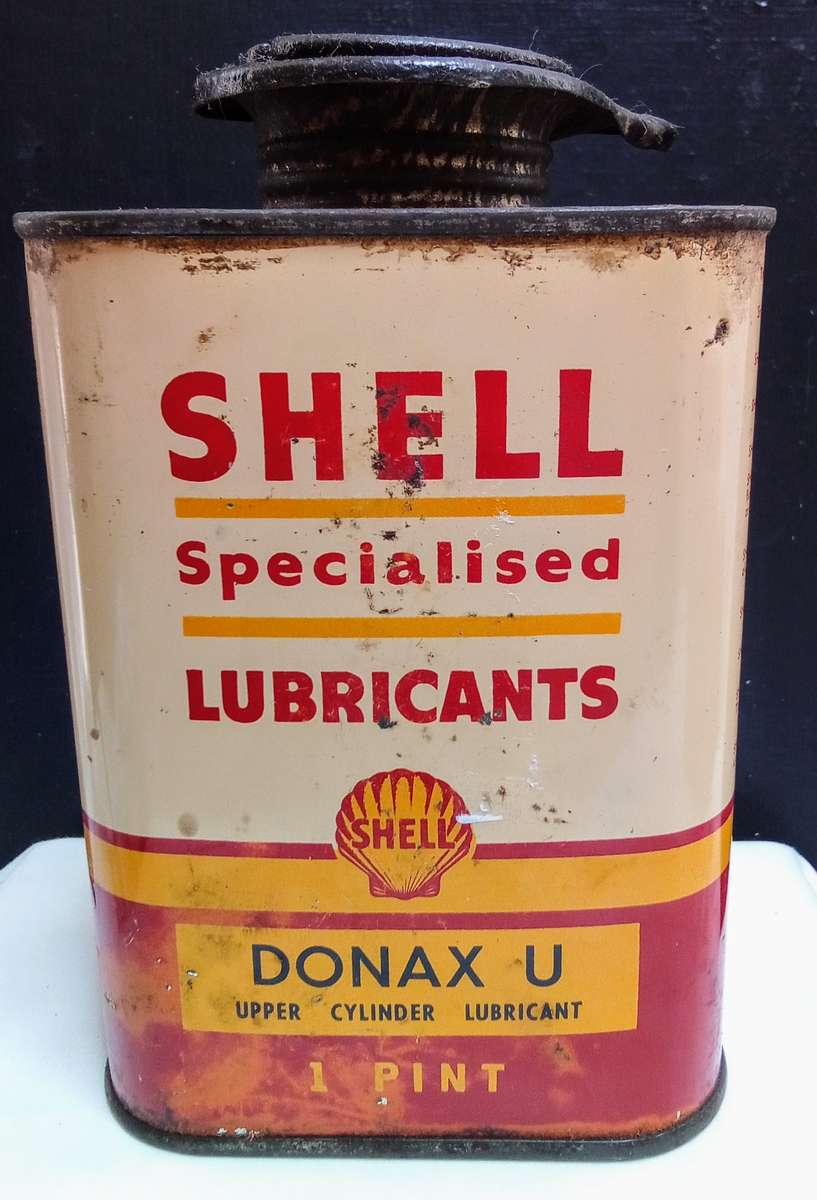 SHELL
Specialised
LUBRICANTS
SHELL
DONAX U
UPPER CYLINDER LUBRICANT
1 PINT